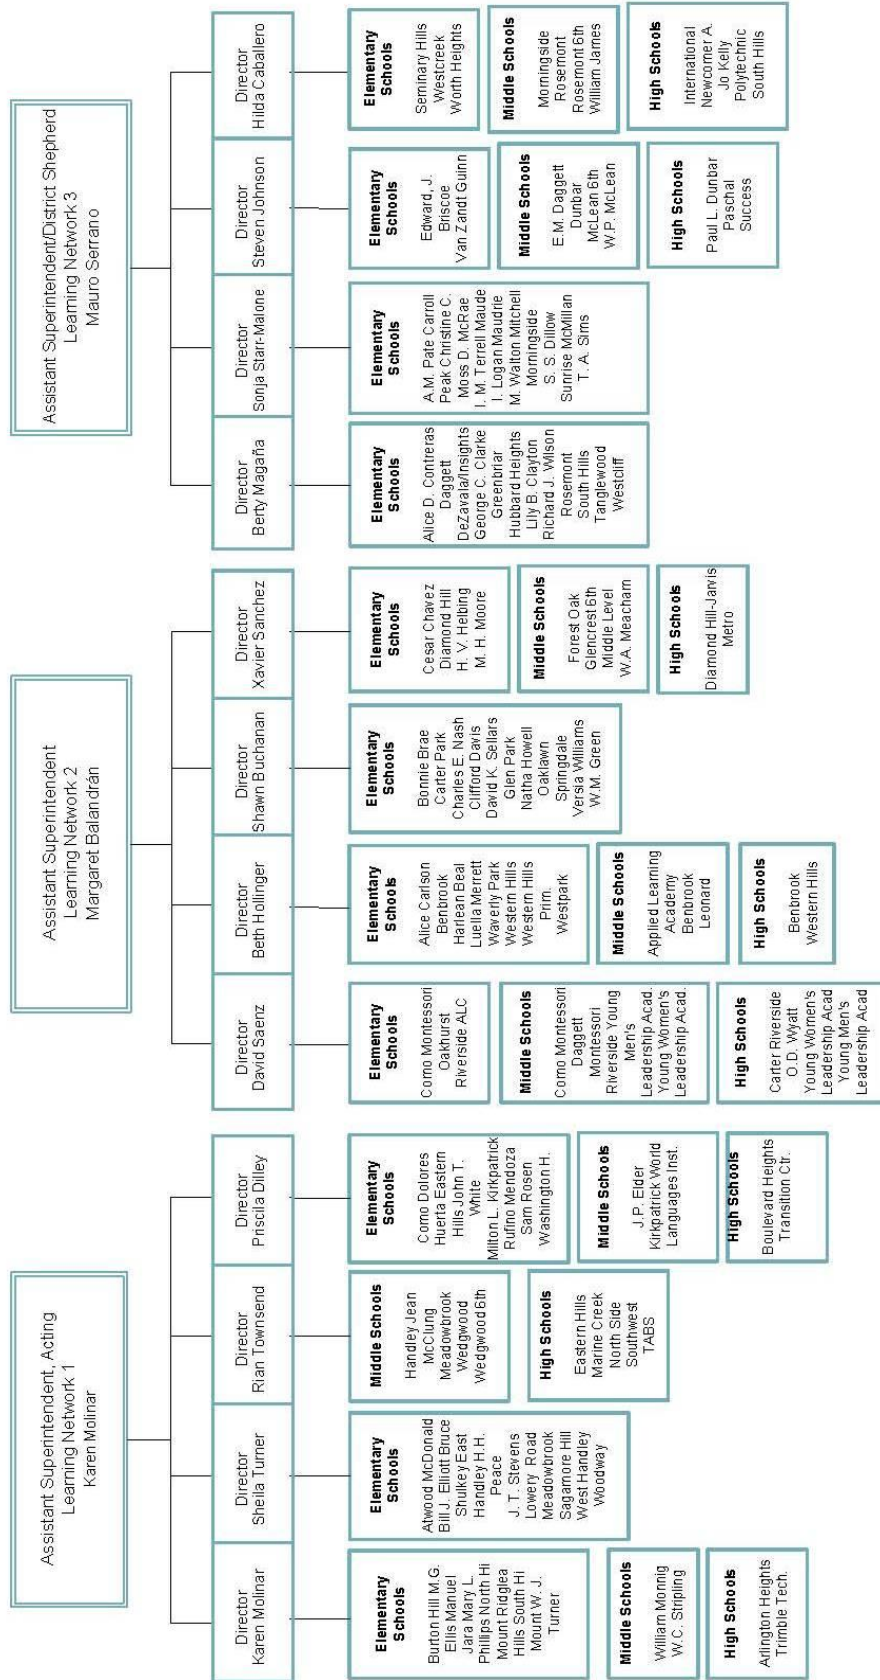 Assistant Superintendent, Acting
Learning Network 1
Karen Molinar
Director
Karen Molinar
Elementary
Schools
Burton Hill M.G.
Ellis Manuel
Jara Mary L.
Phillips North Hi
Mount Ridglea
Hills South Hi
Mount W. J.
Turner
Middle Schools
William Monnig
W.C. Stripling
High Schools
Arlington Heights
Trimble Tech.
Director
Sheila Turner
Elementary
Schools
Atwood McDonald
Bill J. Elliott Bruce
Shulkey East
Handley H.H.
Peace
J. T. Stevens
Lowery Road
Meadowbrook
Sagamore Hill
West Handley
Woodway
Director
Rian Townsend
Middle Schools
Handley Jean
McClung
Meadowbrook
Wedgwood
Wedgwood 6th
High Schools
Eastern Hills
Marine Creek
North Side
Southwest
TABS
Director
Priscila Dilley
Elementary
Schools
Como Dolores
Huerta Eastern
Hills John T.
White
Milton L. Kirkpatrick
Rufino Mendoza
Sam Rosen
Washington H.
Middle Schools
J.P. Elder
Kirkpatrick World
Languages Inst.
High Schools
Boulevard Heights
Transition Ctr.
Assistant Superintendent
Learning Network 2
Margaret Balandrán
Director
David Saenz
Elementary
Schools
Como Montessori
Oakhurst
Riverside ALC
Middle Schools
Como Montessori
Daggett
Montessori
Riverside Young
Men's
Leadership Acad.
Young Women's
Leadership Acad.
High Schools
Carter Riverside
O.D. Wyatt
Young Women's
Leadership Acad
Young Men's
Leadership Acad
Director
Beth Hollinger
Elementary
Schools
Alice Carlson
Benbrook
Harlean Beal
Luella Merrett
Waverly Park
Western Hills
Western Hills
Prim.
Westpark
Middle Schools
Applied Learning
Academy
Benbrook
Leonard
High Schools
Benbrook
Western Hills
Director
Shawn Buchanan
Elementary
Schools
Bonnie Brae
Carter Park
Charles E. Nash
Clifford Davis
David K. Sellars
Glen Park
Natha Howell
Oaklawn
Springdale
Versia Williams
W.M. Green
Director
Xavier Sanchez
Elementary
Schools
Cesar Chavez
Diamond Hill
H. V. Helbing
M. H. Moore
Middle Schools
Forest Oak
Glencrest 6th
Middle Level
W.A. Meacham
High Schools
Diamond Hill-Jarvis
Metro
Assistant Superintendent/District Shepherd
Learning Network 3
Mauro Serrano
Director
Berty Magaña
Elementary
Schools
Alice D. Contreras
Daggett
DeZavala/Insights
George C. Clarke
Greenbriar
Hubbard Heights
Lily B. Clayton
Richard J. Wilson
Rosemont
South Hills
Tanglewood
Westcliff
Director
Sonja Starr-Malone
Elementary
Schools
A.M. Pate Carroll
Peak Christine C.
Moss D. McRae
I. M. Terrell Maude
I. Logan Maudrie
M. Walton Mitchell
Morningside
S. S. Dillow
Sunrise McMillan
T. A. Sims
Director
Steven Johnson
Elementary
Schools
Edward, J.
Briscoe
Van Zandt Guinn
Middle Schools
E.M. Daggett
Dunbar
McLean 6th
W.P. McLean
High Schools
Paul L. Dunbar
Paschal
Success
Director
Hilda Caballero
Elementary
Schools
Seminary Hills
Westcreek
Worth Heights
Middle Schools
Morningside
Rosemont
Rosemont 6th
William James
High Schools
International
Newcomer A.
Jo Kelly
Polytechnic
South Hills